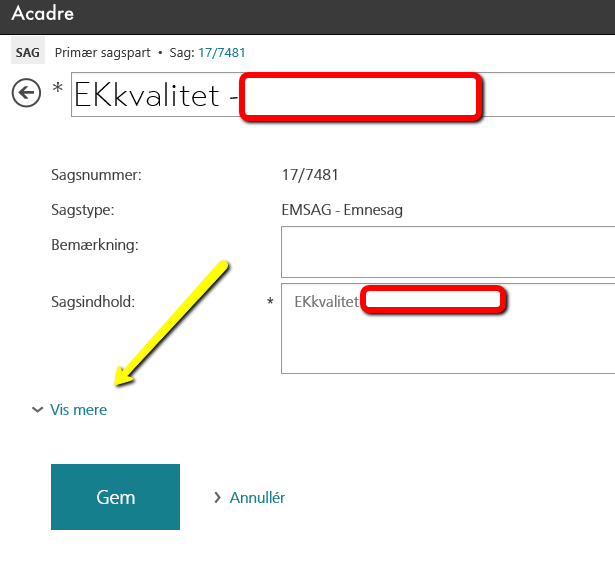 Acadre
SAG Primær sagspart • Sag: 17/7481
* EKkvalitet -
Sagsnummer: 17/7481
Sagstype: EMSAG - Emnesag
Bemærkning:
Sagsindhold: * EKkvalitet
Vis mere
Gem Annullér